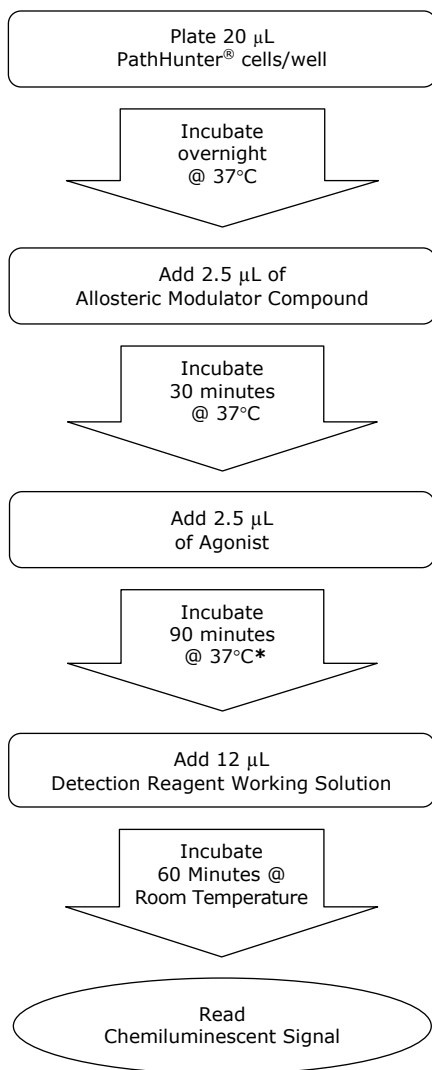 Plate 20 μL
PathHunter® cells/well
Incubate
overnight
@ 37°C
Add 2.5 μL of
Allosteric Modulator Compound
Incubate
30 minutes
@ 37°C
Add 2.5 μL
of Agonist
Incubate
90 minutes
@ 37°C*
Add 12 μL
Detection Reagent Working Solution
Incubate
60 Minutes @
Room Temperature
Read
Chemiluminescent Signal